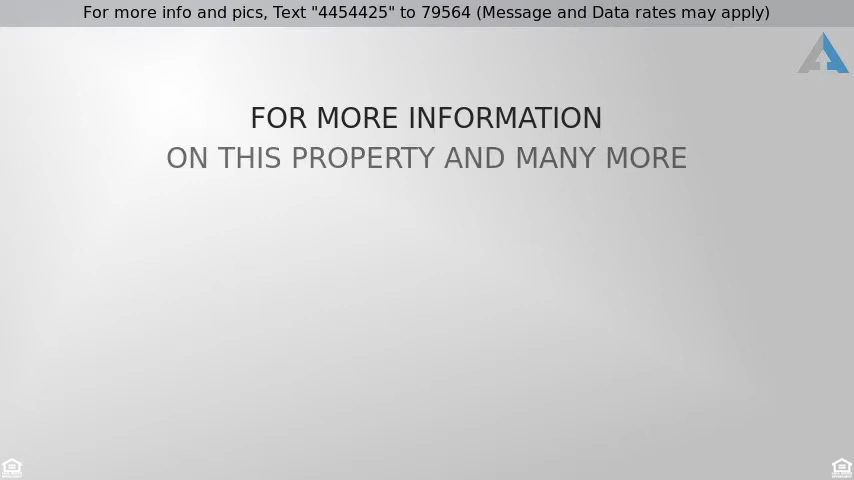 For more info and pics, Text "4454425" to 79564 (Message and Data rates may apply)
FOR MORE INFORMATION
ON THIS PROPERTY AND MANY MORE